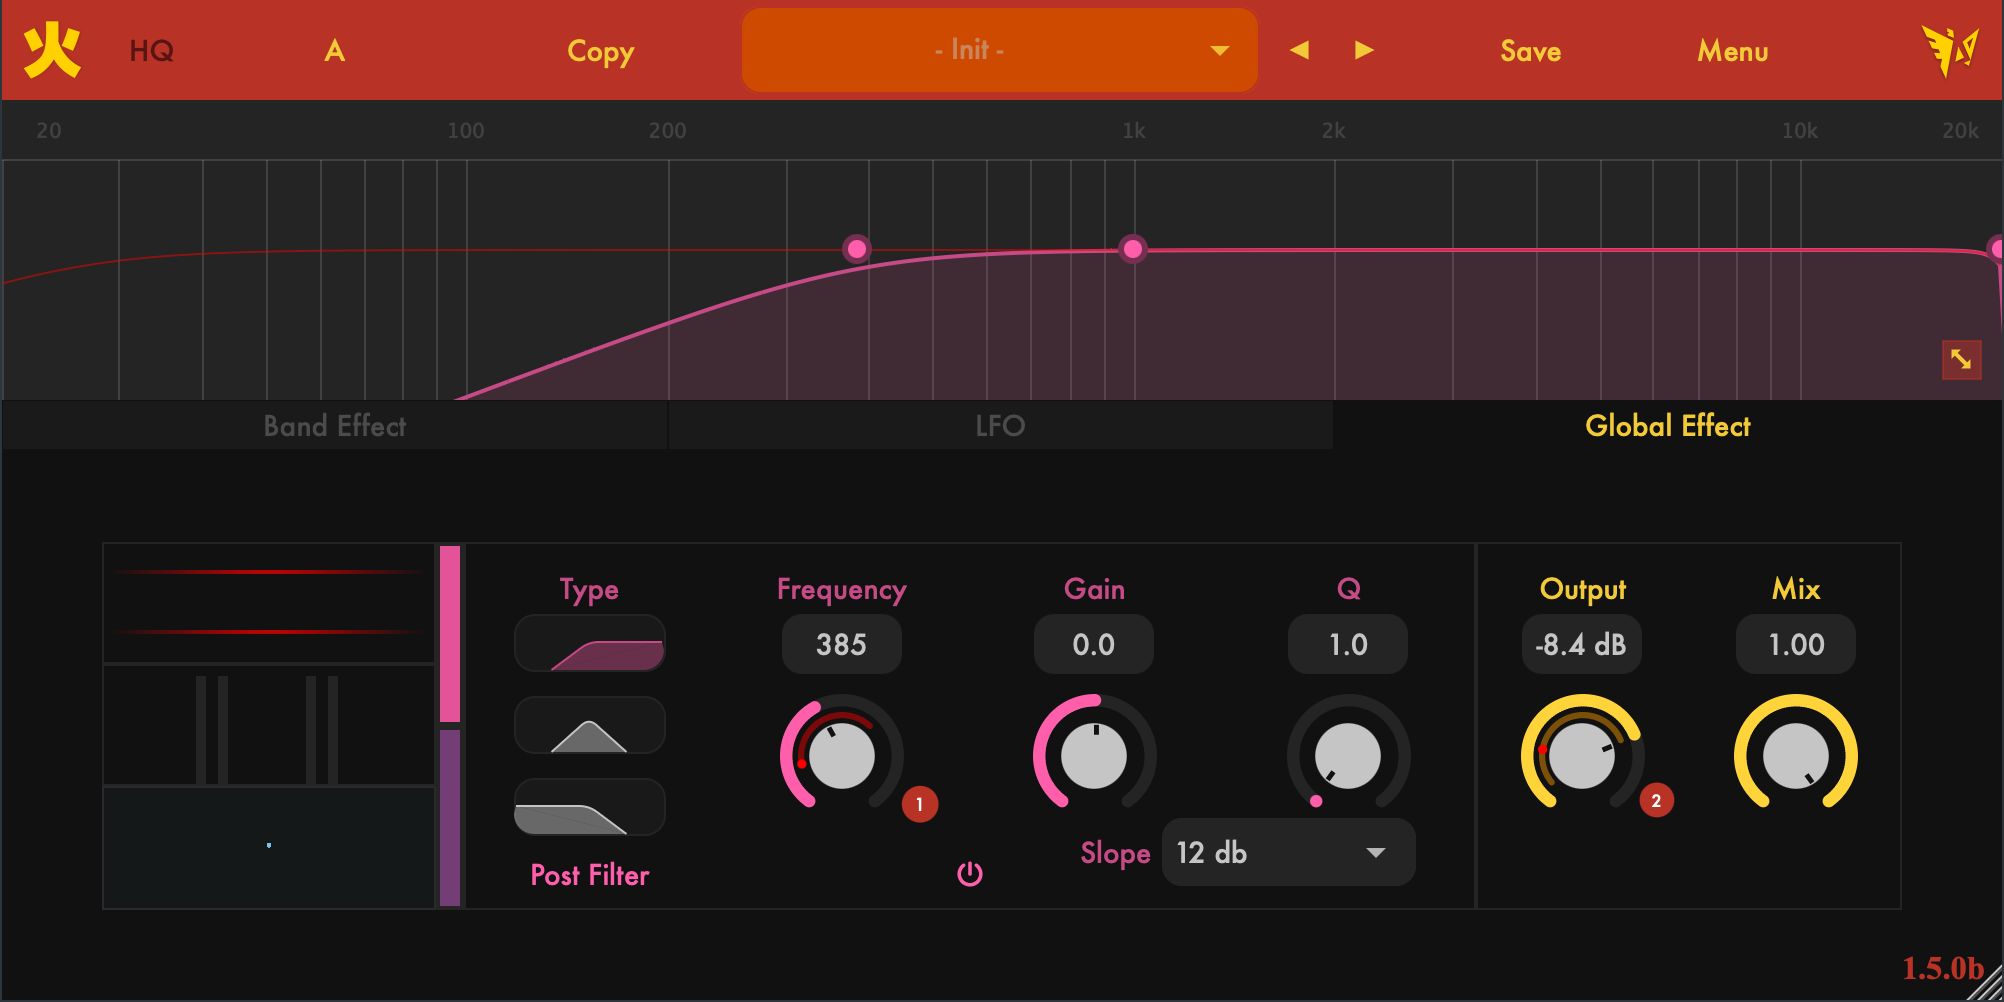 火 HQ A Copy - Init - Save Menu
20 100 200 1k 2k 10k 20k
Band Effect LFO Global Effect
Type Frequency Gain Q Output Mix
385 0.0 1.0 -8.4 dB 1.00
1 2
Slope 12 db
Post Filter
1.5.0b